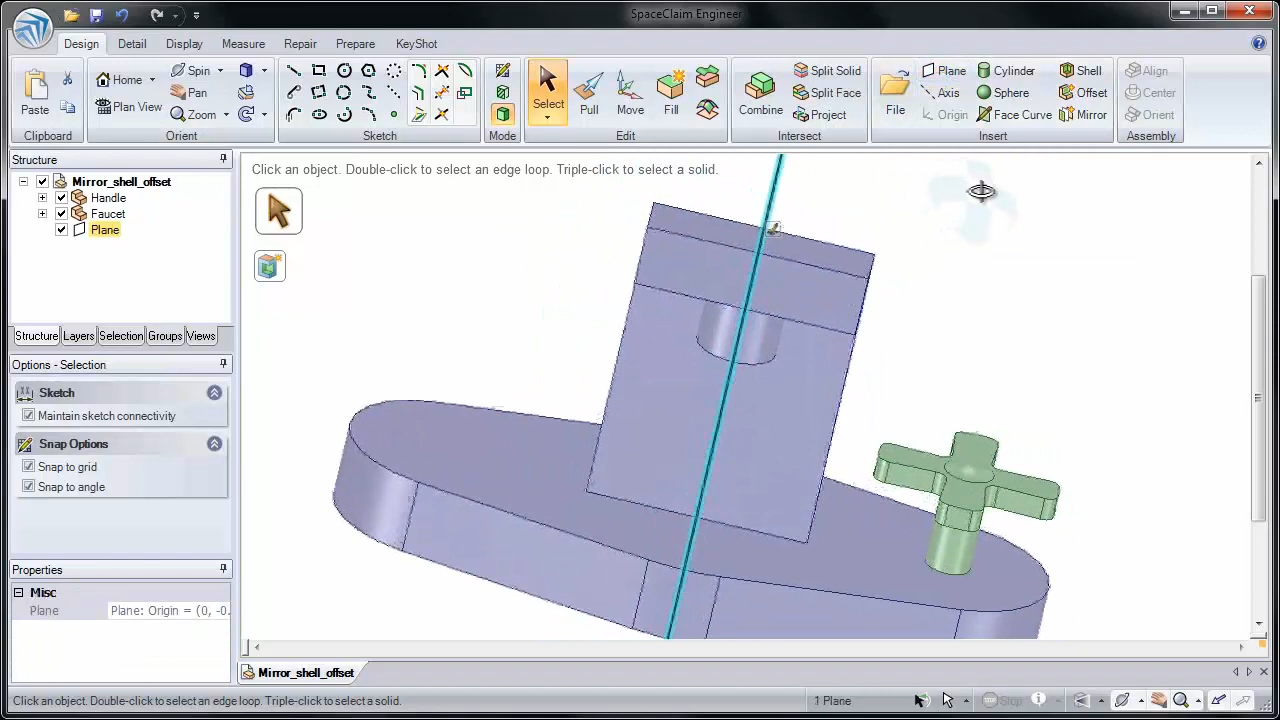 SpaceClaim Engineer
Design Detail Display Measure Repair Prepare KeyShot
Paste
Clipboard
Home
Plan View
Spin
Pan
Zoom
Orient
Sketch
Mode
Select
Pull
Move
Fill
Edit
Combine
Split Solid
Split Face
Project
Intersect
File
Plane
Axis
Origin
Cylinder
Sphere
Face Curve
Shell
Offset
Mirror
Insert
Align
Center
Orient
Assembly
Structure
Mirror_shell_offset
Handle
Faucet
Plane
Structure Layers Selection Groups Views
Options - Selection
Sketch
Maintain sketch connectivity
Snap Options
Snap to grid
Snap to angle
Properties
Misc
Plane Plane: Origin = (0, -0.
Click an object. Double-click to select an edge loop. Triple-click to select a solid.
Mirror_shell_offset
Click an object. Double-click to select an edge loop. Triple-click to select a solid.
1 Plane
Stop